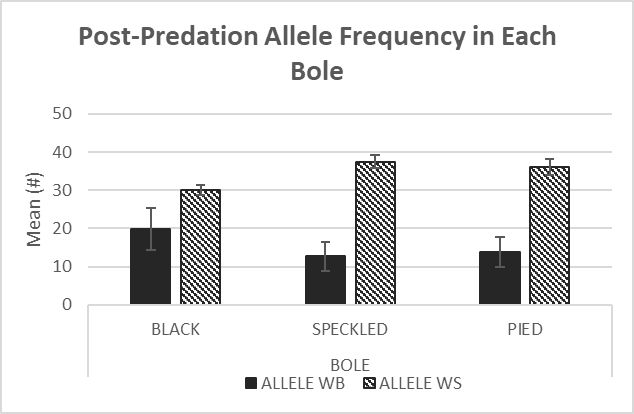 Post-Predation Allele Frequency in Each
Bole
50
40
30
20
10
0
Mean (#)
BLACK SPECKLED PIED
BOLE
ALLELE WB ALLELE WS